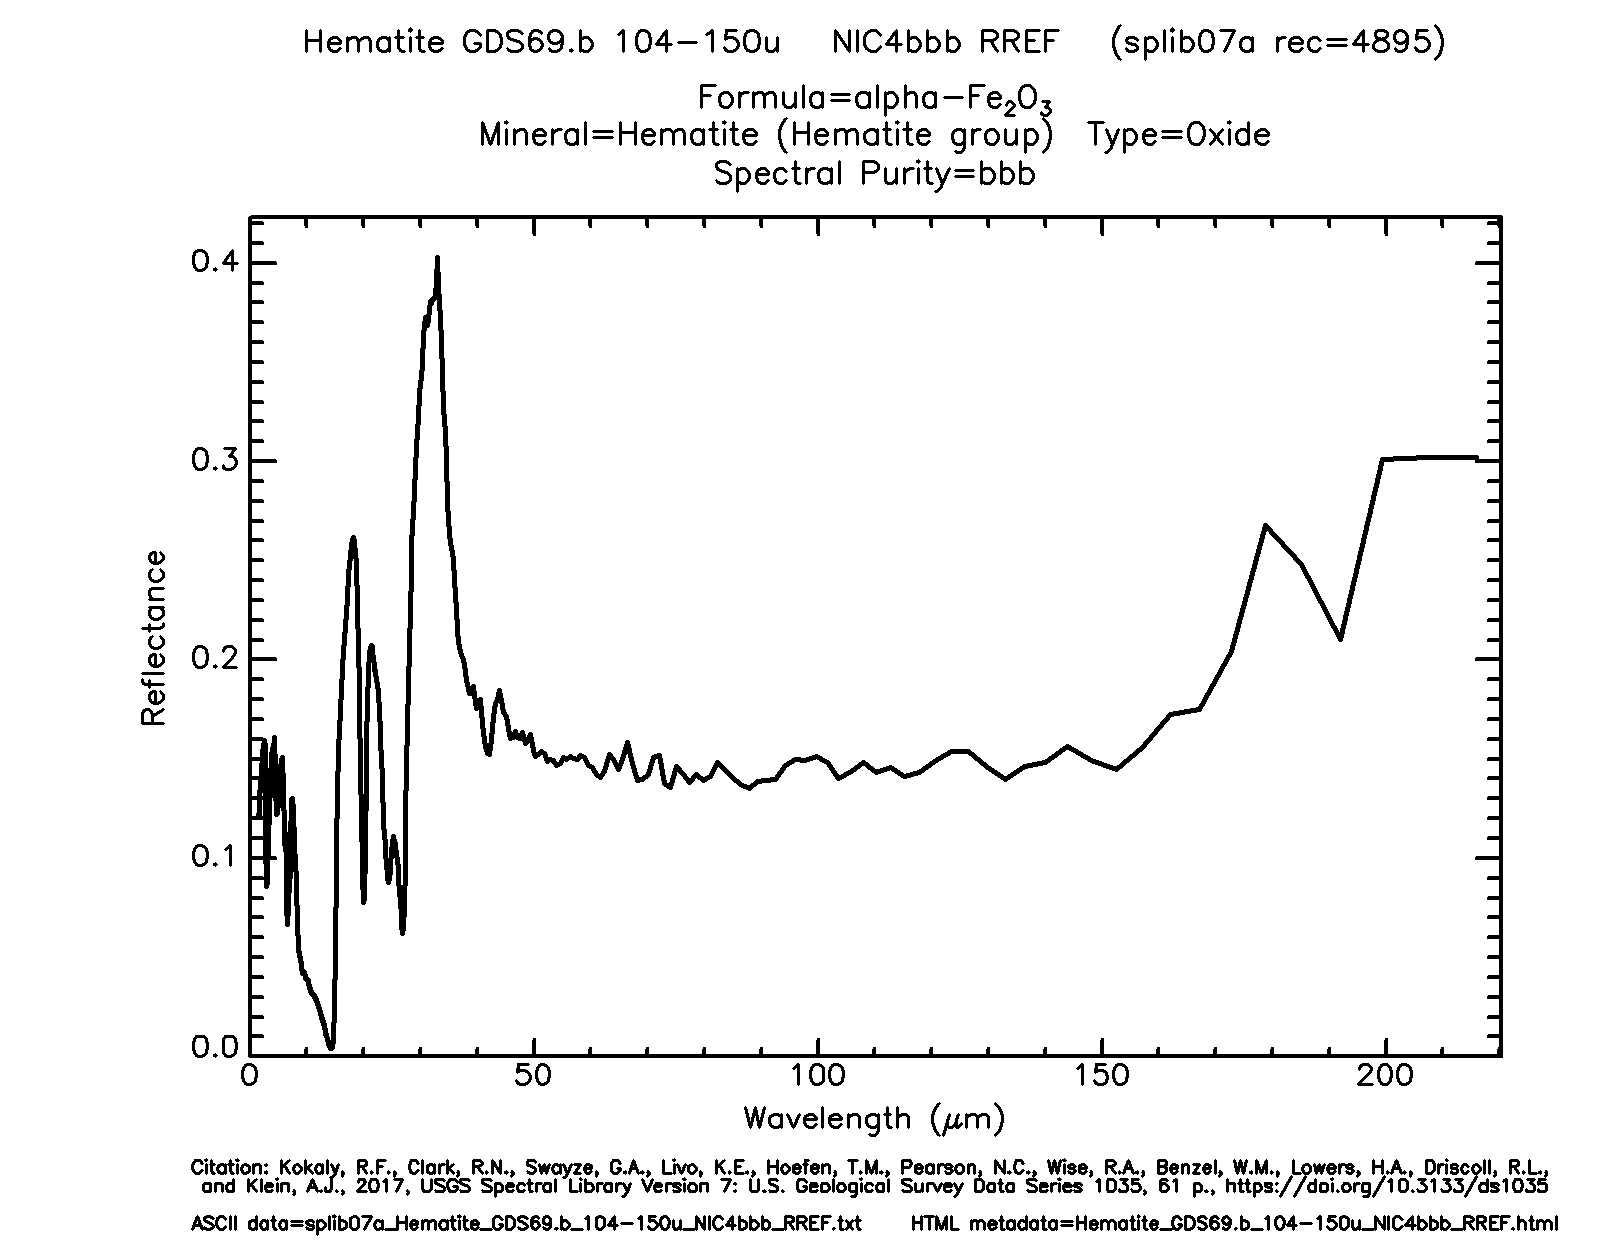 Hematite GDS69.b 104-150u NIC4bbb RREF (splib07a rec=4895)
Formula=alpha-Fe2O3
Mineral=Hematite (Hematite group) Type=Oxide
Spectral Purity=bbb
0.4
0.3
0.2
0.1
0.0
Reflectance
0 50 100 150 200
Wavelength (μm)
Citation: Kokaly, R.F., Clark, R.N., Swayze, G.A., Livo, K.E., Hoefen, T.M., Pearson, N.C., Wise, R.A., Benzel, W.M., Lowers, H.A., Driscoll, R.L.,
and Klein, A.J., 2017, USGS Spectral Library Version 7: U.S. Geological Survey Data Series 1035, 61 p., https://doi.org/10.3133/ds1035
ASCII data=splib07a_Hematite_GDS69.b_104-150u_NIC4bbb_RREF.txt HTML metadata=Hematite_GDS69.b_104-150u_NIC4bbb_RREF.html